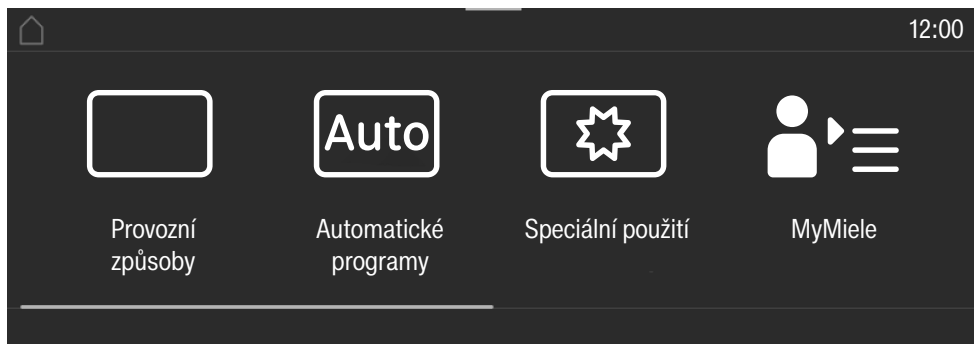 12:00
Auto
Provozní
způsoby
Automatické
programy
Speciální použití
MyMiele